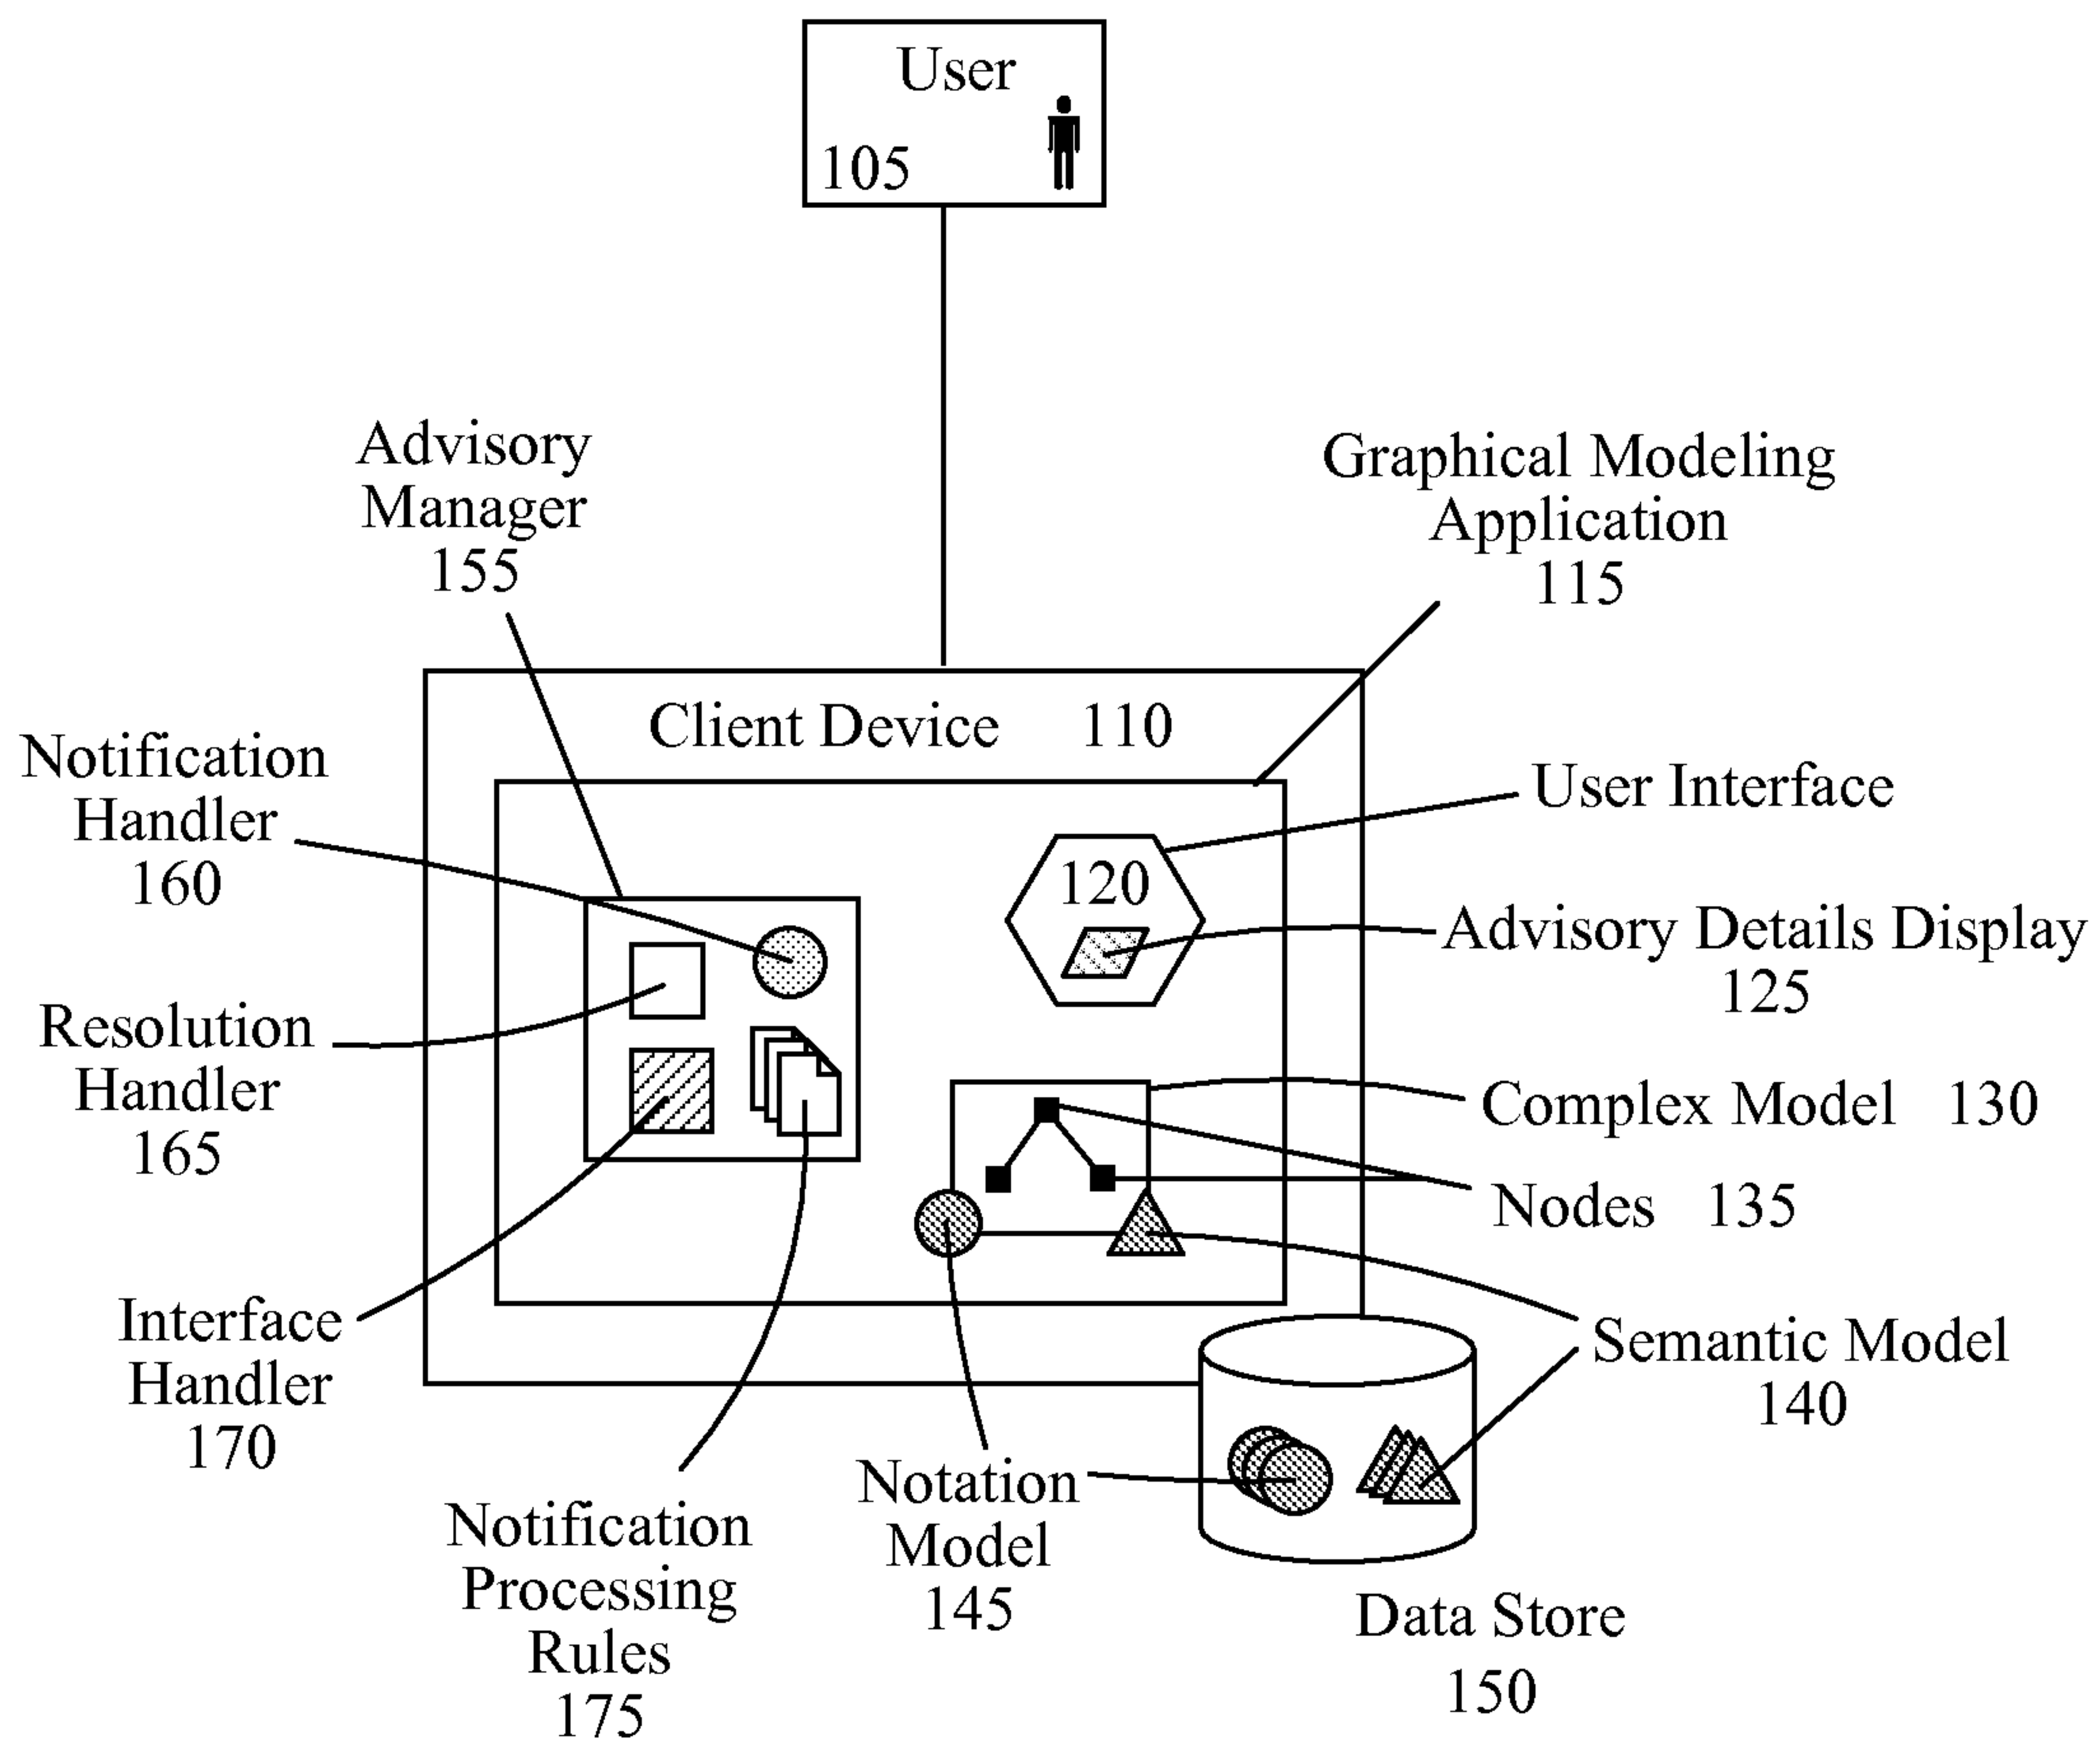 User
105
Advisory
Manager
155
Graphical Modeling
Application
115
Client Device 110
Notification
Handler
160
User Interface
120
Advisory Details Display
125
Resolution
Handler
165
Complex Model 130
Nodes 135
Interface
Handler
170
Semantic Model
140
Notation
Model
145
Notification
Processing
Rules
175
Data Store
150